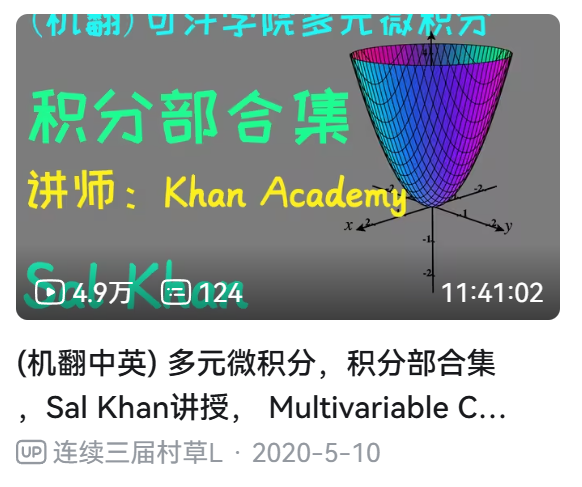 (机翻)可汗学院多元微积分
积分部合集
讲师：Khan Academy
Sal Khan
x
y
-2
-1
-2
2
-1
-2
4.9万
124
11:41:02
(机翻中英) 多元微积分，积分部合集
，Sal Khan讲授， Multivariable C...
UP 连续三届村草L · 2020-5-10